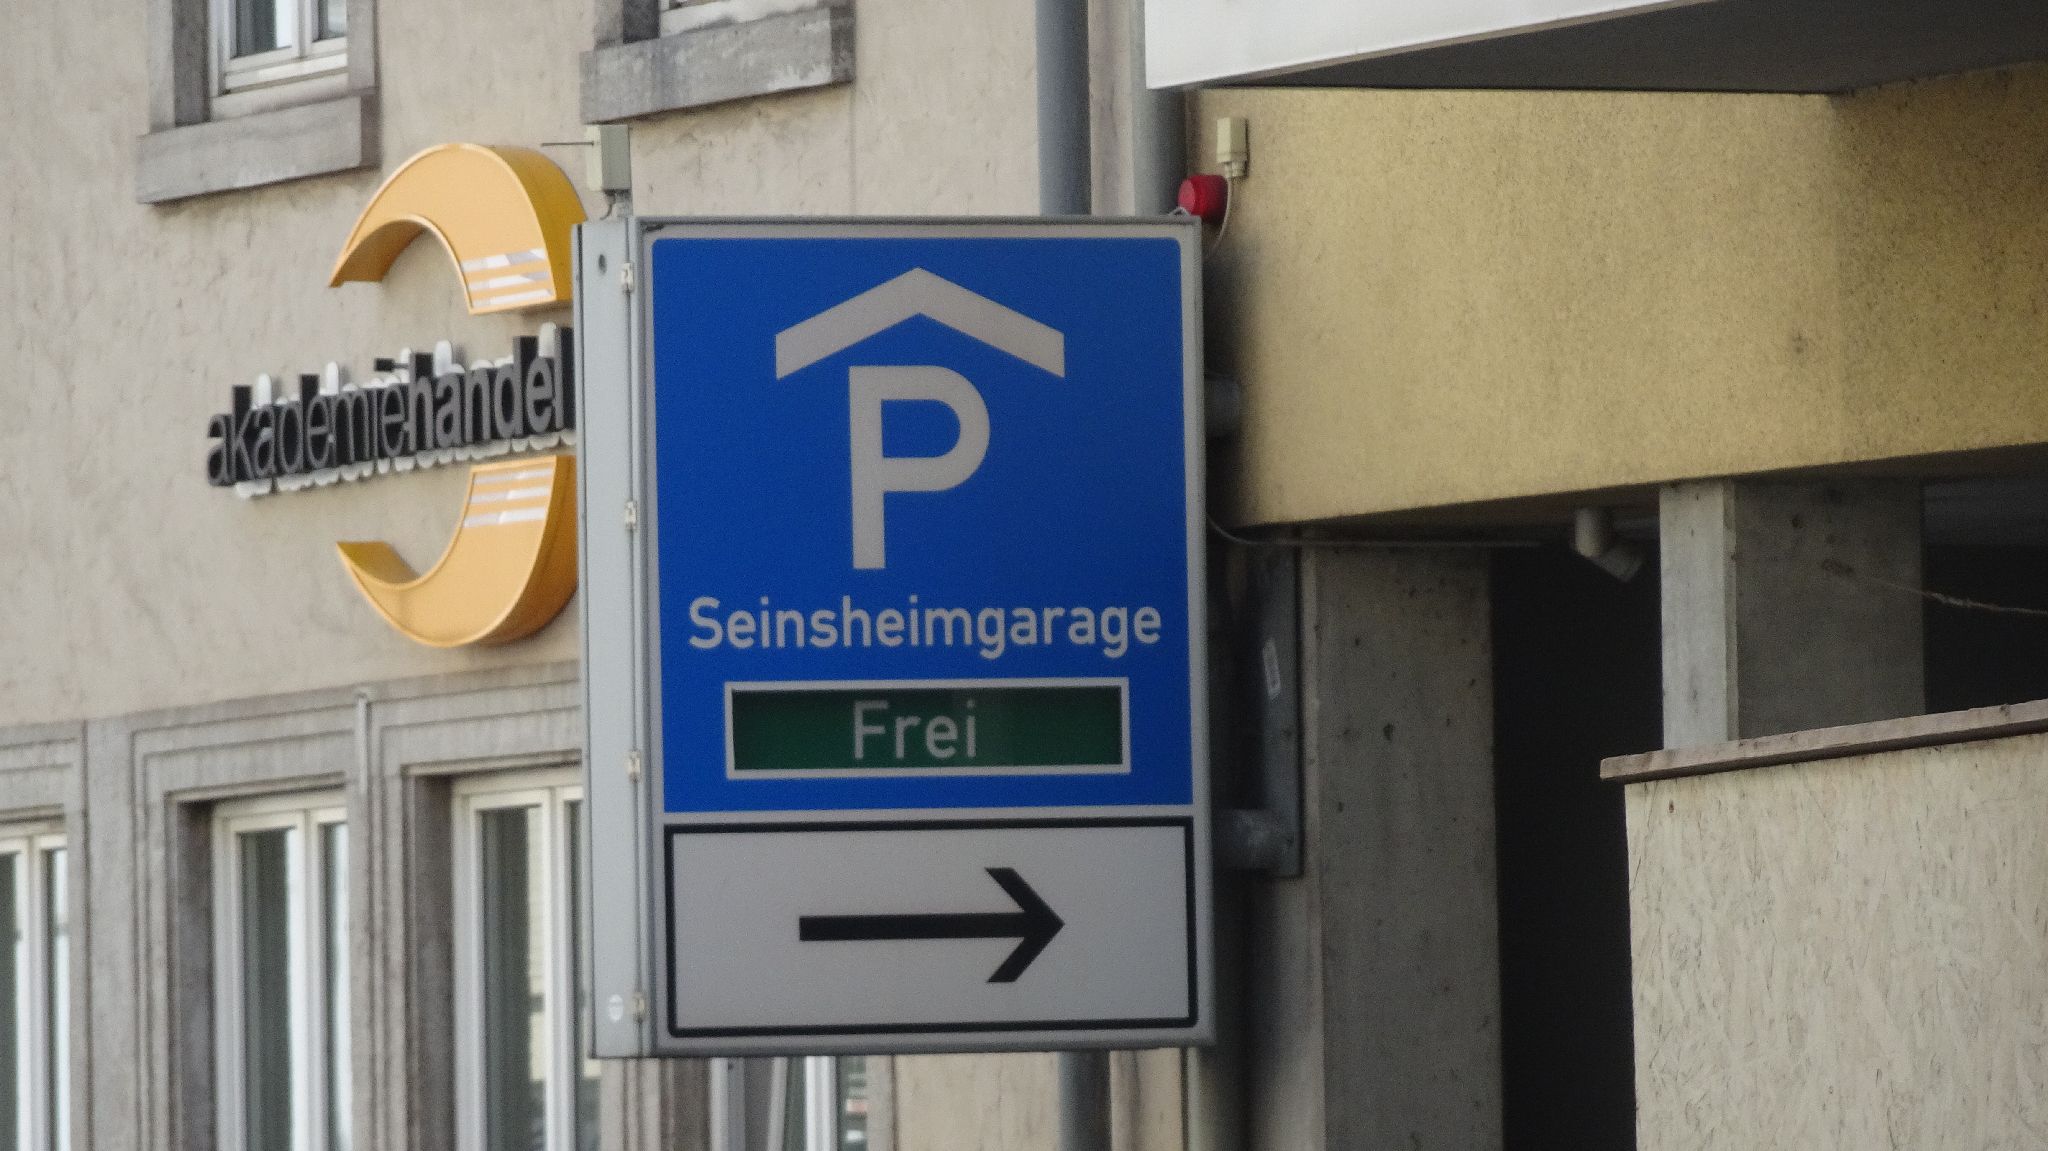 akademiehandel
P
Seinsheimgarage
Frei